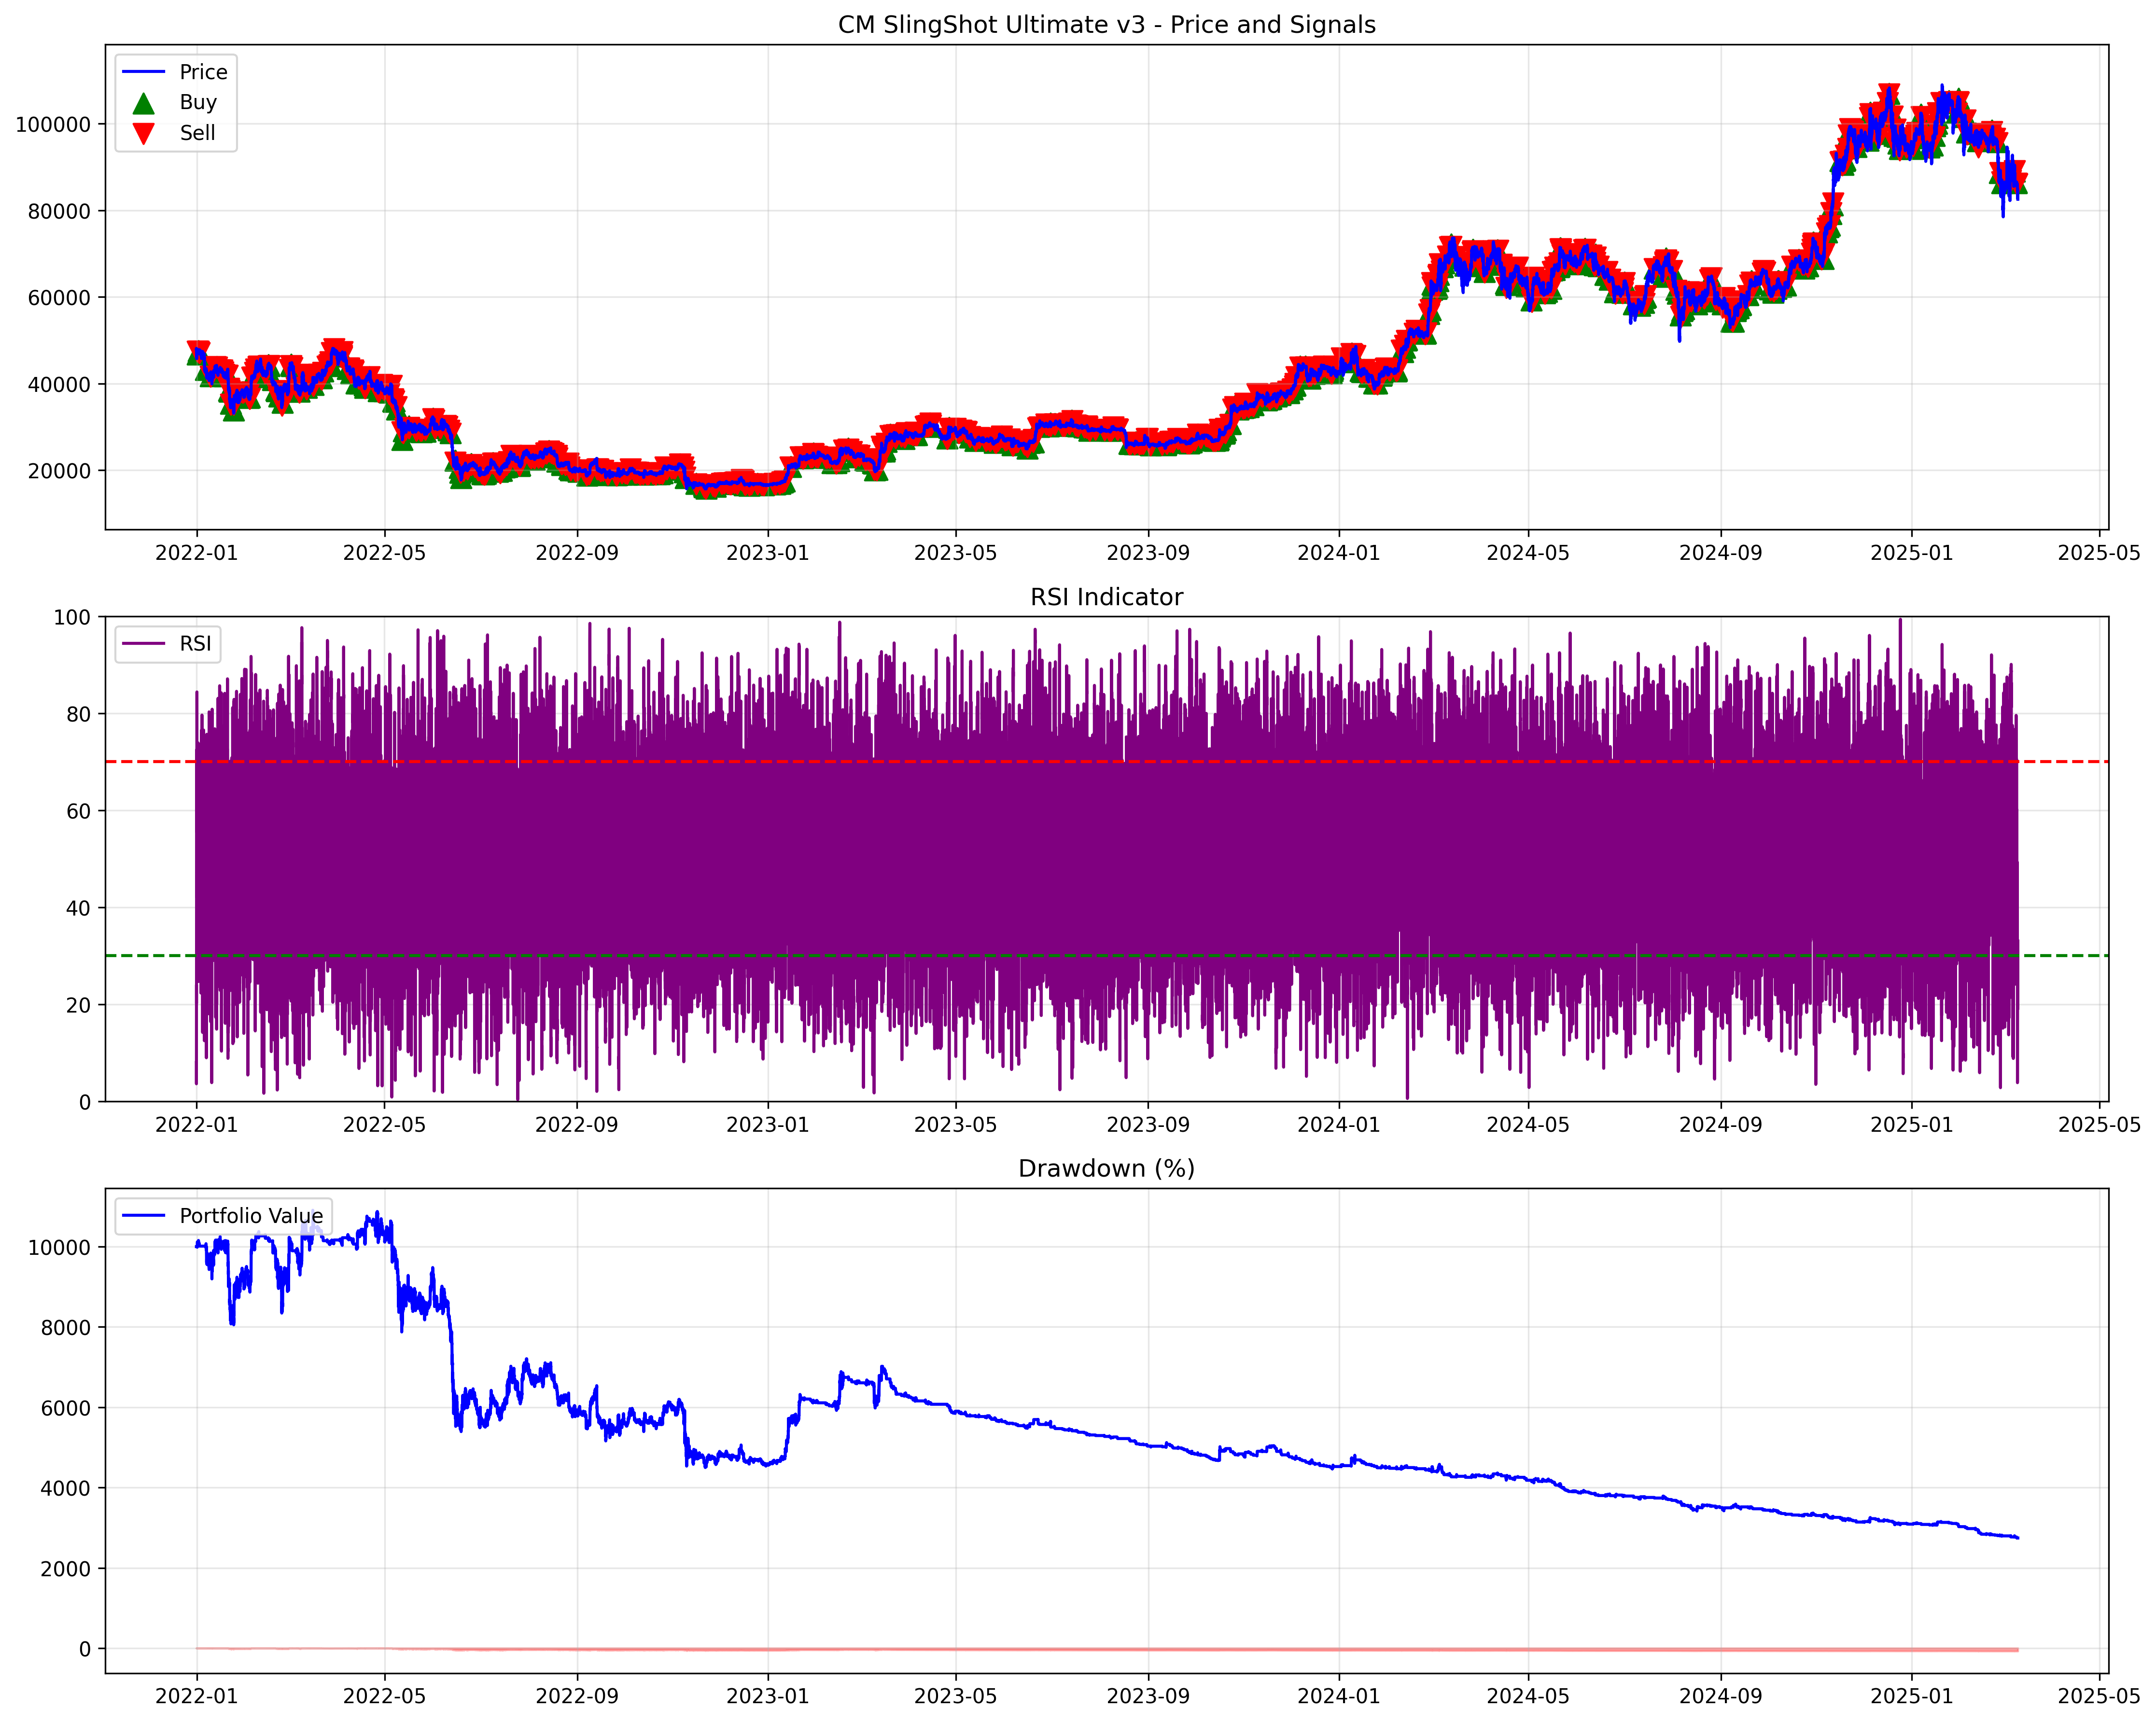 CM SlingShot Ultimate v3 - Price and Signals
Price
Buy
Sell
100000
80000
60000
40000
20000
2022-01 2022-05 2022-09 2023-01 2023-05 2023-09 2024-01 2024-05 2024-09 2025-01 2025-05
RSI Indicator
RSI
100
80
60
40
20
0
2022-01 2022-05 2022-09 2023-01 2023-05 2023-09 2024-01 2024-05 2024-09 2025-01 2025-05
Drawdown (%)
Portfolio Value
10000
8000
6000
4000
2000
0
2022-01 2022-05 2022-09 2023-01 2023-05 2023-09 2024-01 2024-05 2024-09 2025-01 2025-05